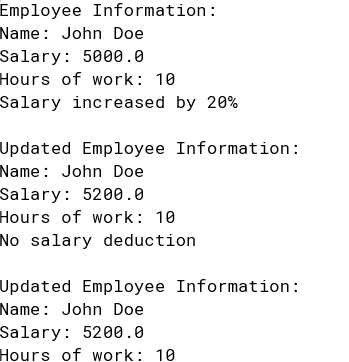 Employee Information:
Name: John Doe
Salary: 5000.0
Hours of work: 10
Salary increased by 20%
Updated Employee Information:
Name: John Doe
Salary: 5200.0
Hours of work: 10
No salary deduction
Updated Employee Information:
Name: John Doe
Salary: 5200.0
Hours of work: 10